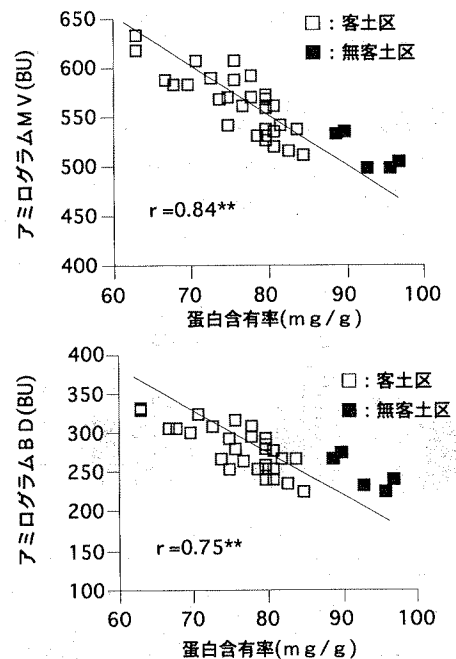 アミログラムMV(BU)
650
600
550
500
450
400
□：客土区
■：無客土区
r=0.84**
60 70 80 90 100
蛋白含有率(mg/g)
アミログラムBD(BU)
400
350
300
250
200
150
100
□：客土区
■：無客土区
r=0.75**
60 70 80 90 100
蛋白含有率(mg/g)